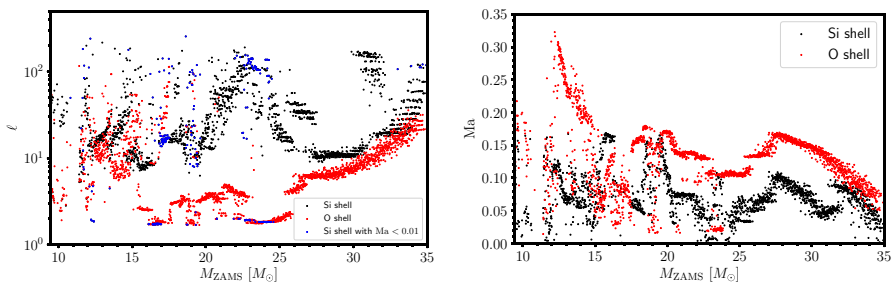 10²
10¹
10⁰
ℓ
Si shell
O shell
Si shell with Ma < 0.01
10 15 20 25 30 35
M_ZAMS [M_⊙]
0.35
0.30
0.25
0.20
0.15
0.10
0.05
0.00
Ma
Si shell
O shell
10 15 20 25 30 35
M_ZAMS [M_⊙]